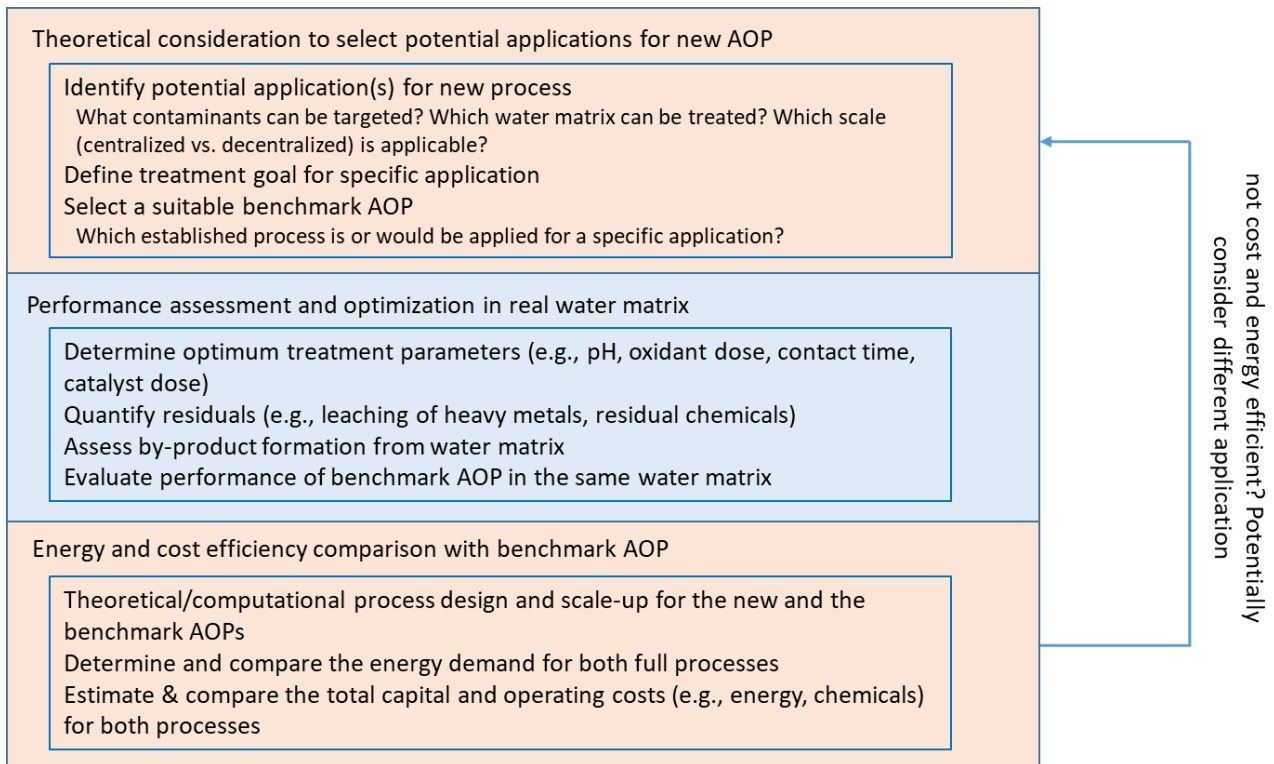 Theoretical consideration to select potential applications for new AOP
Identify potential application(s) for new process
What contaminants can be targeted? Which water matrix can be treated? Which scale
(centralized vs. decentralized) is applicable?
Define treatment goal for specific application
Select a suitable benchmark AOP
Which established process is or would be applied for a specific application?
Performance assessment and optimization in real water matrix
Determine optimum treatment parameters (e.g., pH, oxidant dose, contact time,
catalyst dose)
Quantify residuals (e.g., leaching of heavy metals, residual chemicals)
Assess by-product formation from water matrix
Evaluate performance of benchmark AOP in the same water matrix
Energy and cost efficiency comparison with benchmark AOP
Theoretical/computational process design and scale-up for the new and the
benchmark AOPs
Determine and compare the energy demand for both full processes
Estimate & compare the total capital and operating costs (e.g., energy, chemicals)
for both processes
not cost and energy efficient? Potentially
consider different application